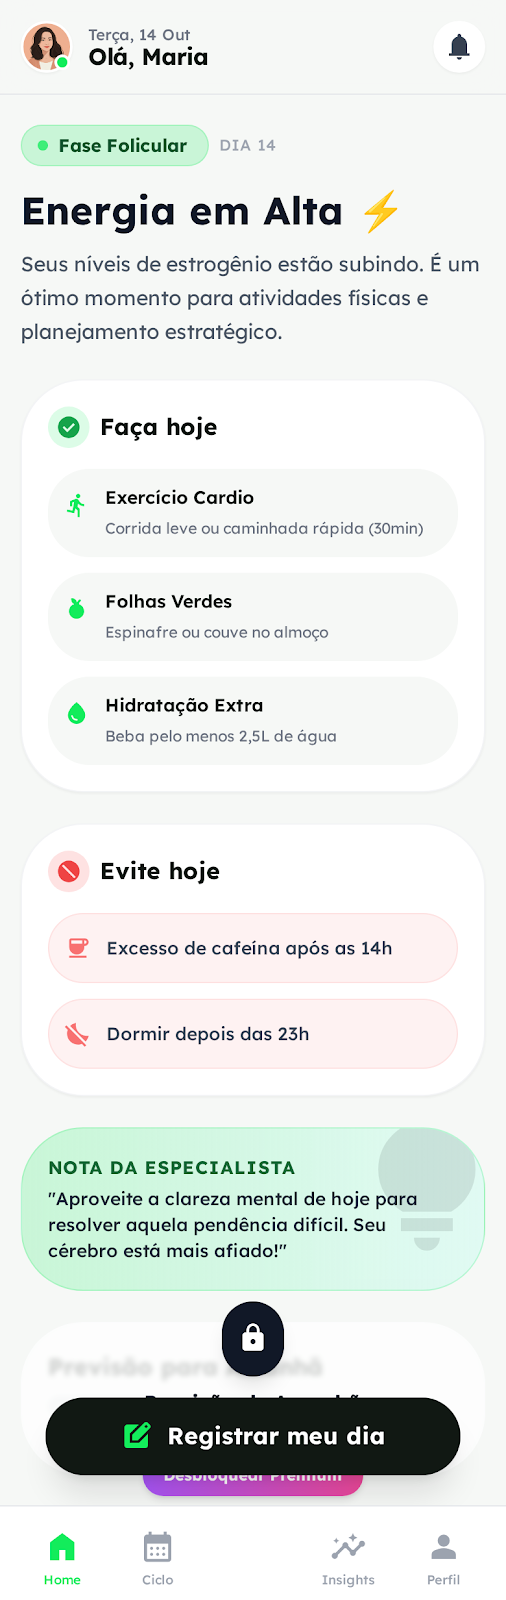 Terça, 14 Out
Olá, Maria
Fase Folicular
DIA 14
Energia em Alta ⚡
Seus níveis de estrogênio estão subindo. É um
ótimo momento para atividades físicas e
planejamento estratégico.
Faça hoje
Exercício Cardio
Corrida leve ou caminhada rápida (30min)
Folhas Verdes
Espinafre ou couve no almoço
Hidratação Extra
Beba pelo menos 2,5L de água
Evite hoje
Excesso de cafeína após as 14h
Dormir depois das 23h
NOTA DA ESPECIALISTA
"Aproveite a clareza mental de hoje para
resolver aquela pendência difícil. Seu
cérebro está mais afiado!"
Previsão para
Registrar meu dia
Desbloquear Premium
Home
Ciclo
Insights
Perfil